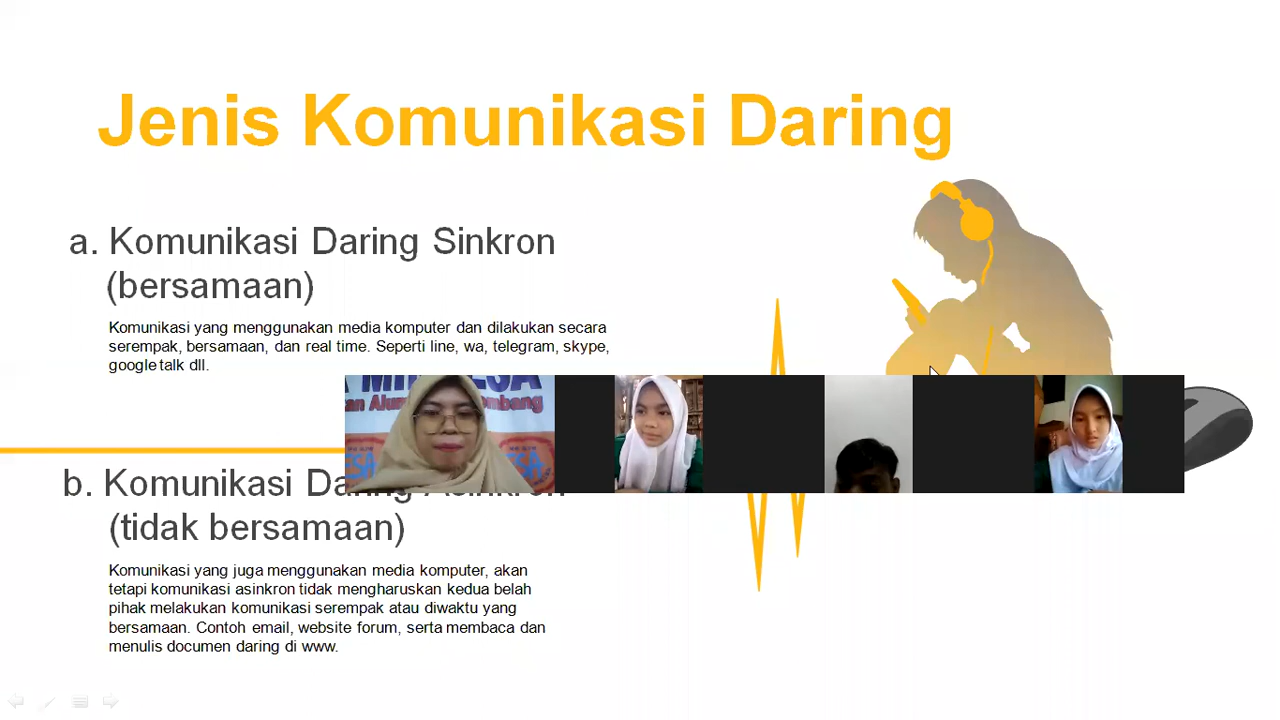 Jenis Komunikasi Daring
a. Komunikasi Daring Sinkron
(bersamaan)
Komunikasi yang menggunakan media komputer dan dilakukan secara
serempak, bersamaan, dan real time. Seperti line, wa, telegram, skype,
google talk dll.
b. Komunikasi Daring Asinkron
(tidak bersamaan)
Komunikasi yang juga menggunakan media komputer, akan
tetapi komunikasi asinkron tidak mengharuskan kedua belah
pihak melakukan komunikasi serempak atau diwaktu yang
bersamaan. Contoh email, website forum, serta membaca dan
menulis documen daring di www.